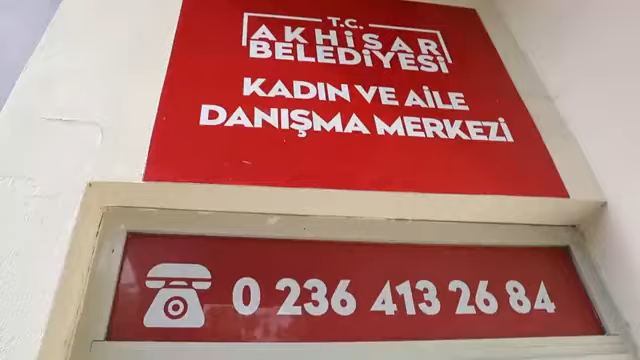 T.C.
AKHİSAR
BELEDİYESİ
KADIN VE AİLE
DANIŞMA MERKEZİ
0 236 413 26 84